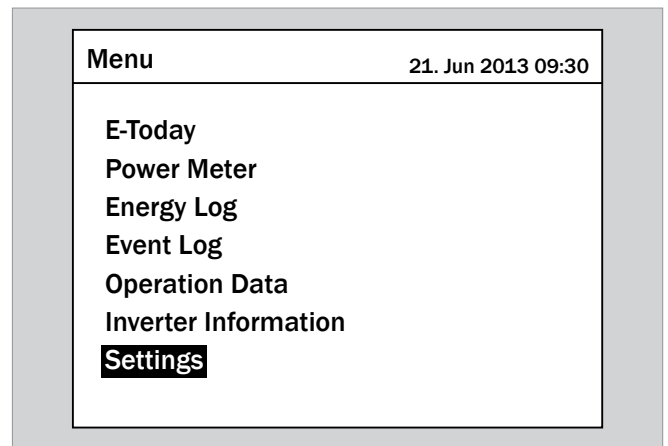 Menu
21. Jun 2013 09:30
E-Today
Power Meter
Energy Log
Event Log
Operation Data
Inverter Information
Settings